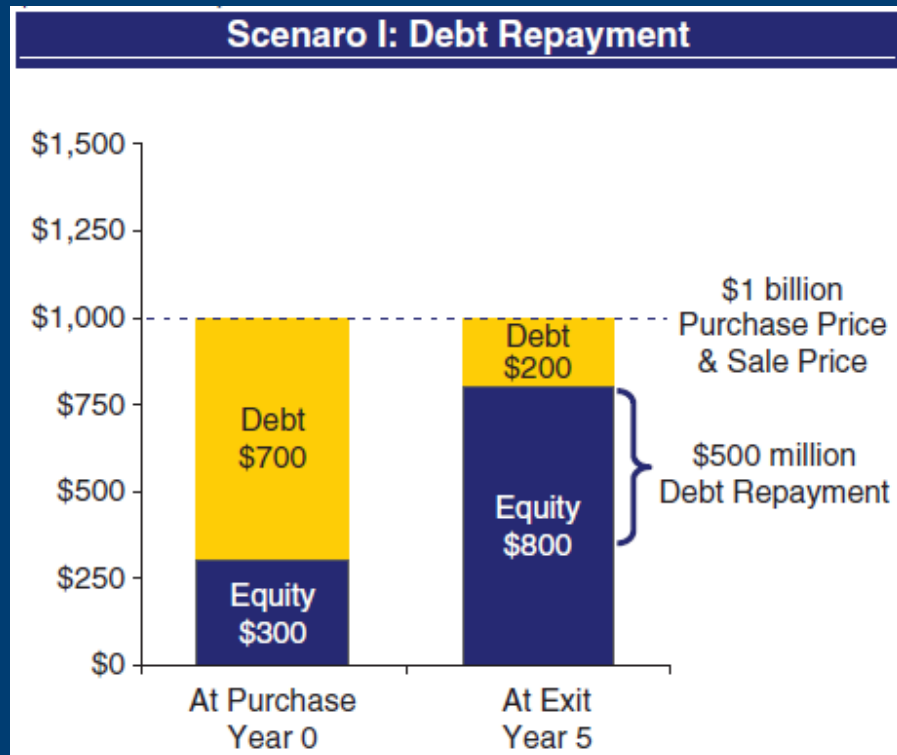 Scenaro I: Debt Repayment
$1,500
$1,250
$1,000
$750
$500
$250
$0
Debt
$700
Equity
$300
Debt
$200
Equity
$800
$1 billion
Purchase Price
& Sale Price
$500 million
Debt Repayment
At Purchase
Year 0
At Exit
Year 5